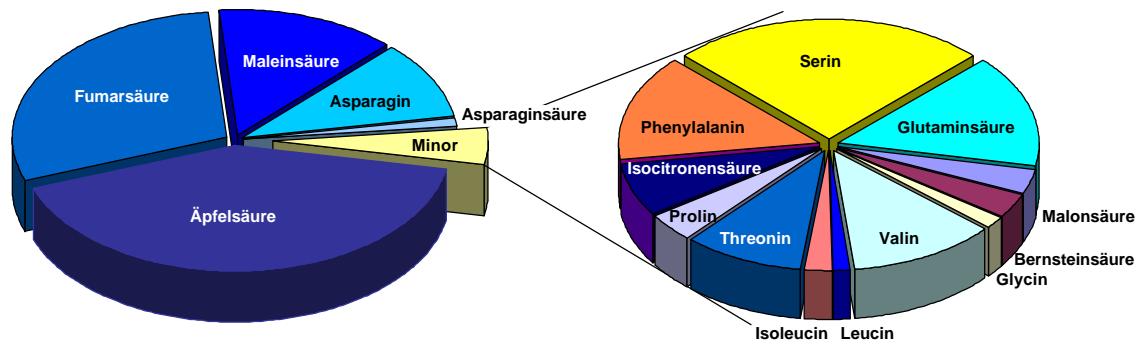 Maleinsäure
Fumarsäure
Asparagin
Asparaginsäure
Minor
Äpfelsäure
Serin
Phenylalanin
Glutaminsäure
Isocitronensäure
Prolin
Malonsäure
Threonin
Valin
Bernsteinsäure
Glycin
Isoleucin
Leucin